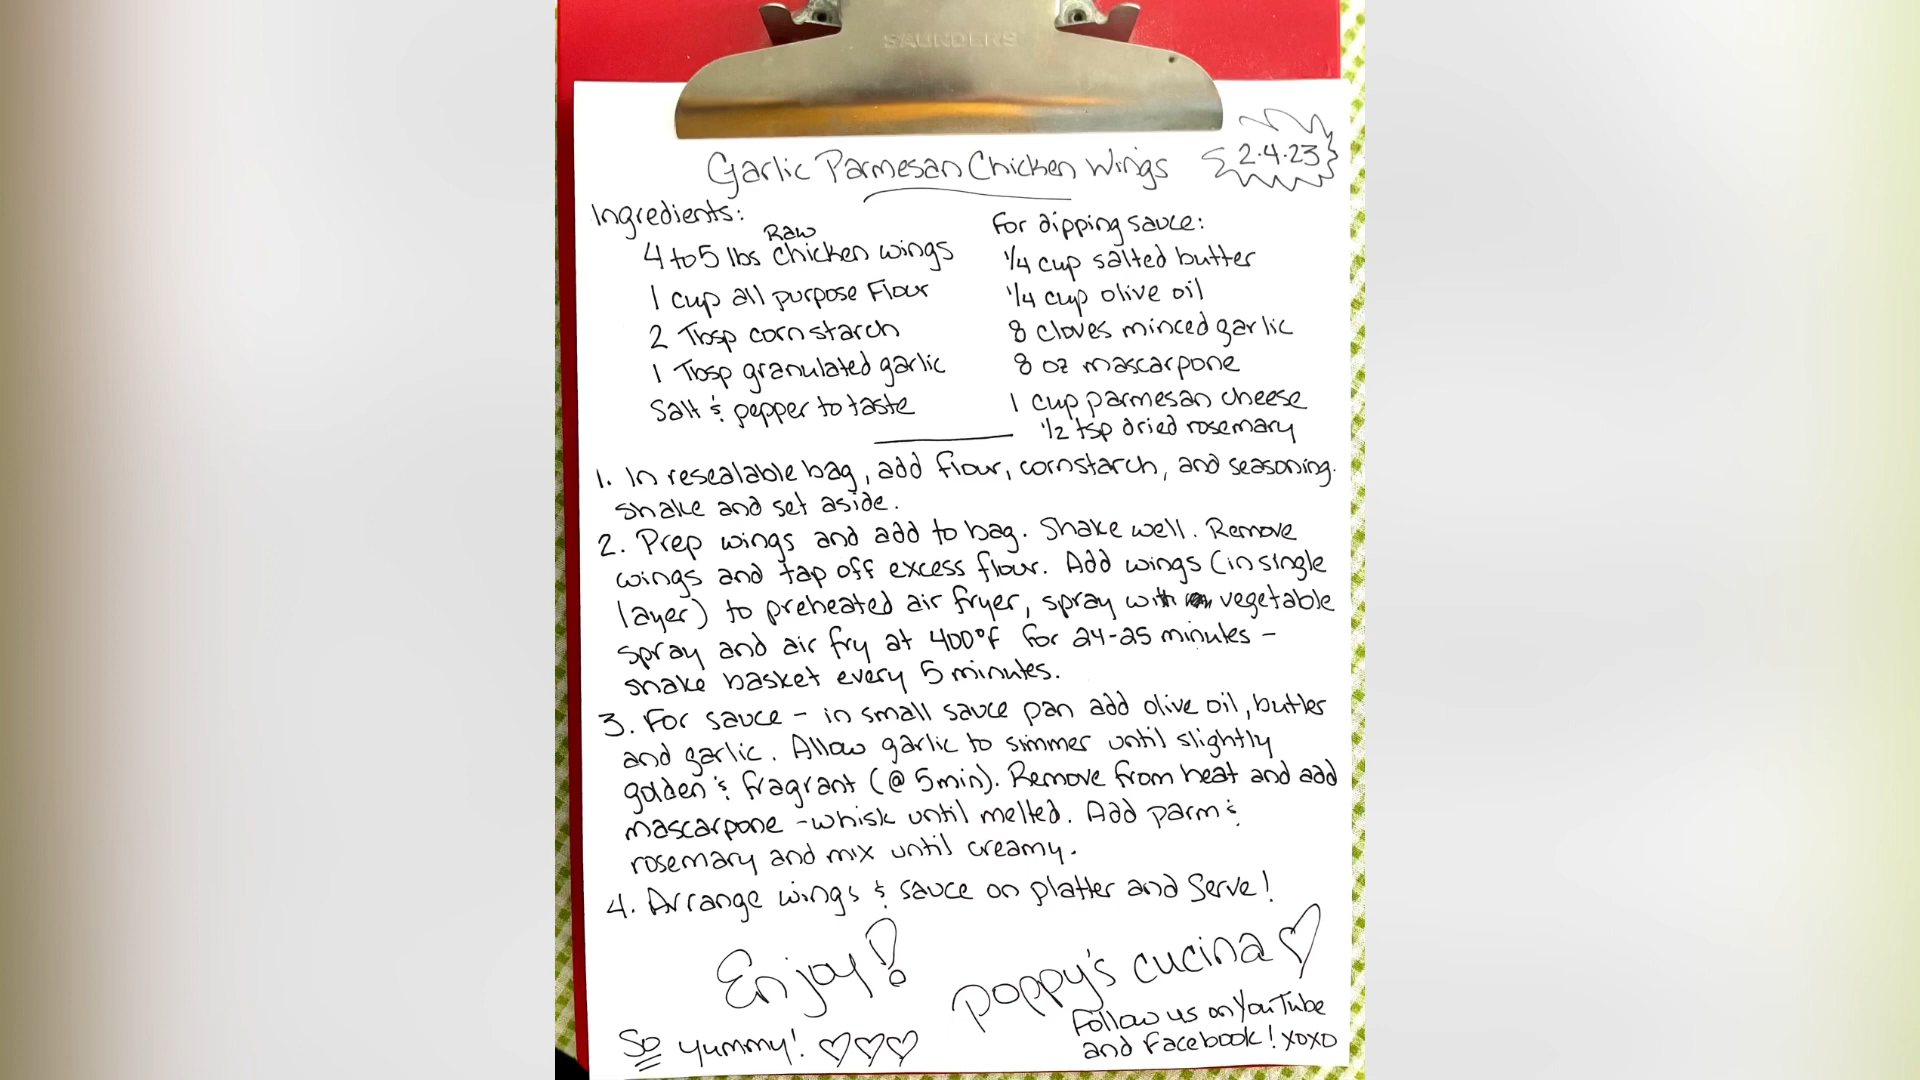 SAUNDERS
Garlic Parmesan Chicken Wings
2.4.23
Ingredients:
4 to 5 lbs Raw chicken wings
1 cup all purpose Flour
2 Tbsp cornstarch
1 Tbsp granulated garlic
Salt & pepper to taste
For dipping sauce:
1/4 cup salted butter
1/4 cup olive oil
8 cloves minced garlic
8 oz mascarpone
1 cup parmesan cheese
1/2 tsp dried rosemary
1. In resealable bag, add flour, cornstarch, and seasoning.
shake and set aside.
2. Prep wings and add to bag. Shake well. Remove
wings and tap off excess flour. Add wings (in single
layer) to preheated air fryer, spray with vegetable
spray and air fry at 400°F for 24-25 minutes -
shake basket every 5 minutes.
3. For sauce - in small sauce pan add olive oil, butter
and garlic. Allow garlic to simmer until slightly
golden & fragrant (@ 5min). Remove from heat and add
mascarpone - whisk until melted. Add parm &
rosemary and mix until creamy.
4. Arrange wings & sauce on platter and Serve!
Enjoy!
poppy's cucina
So yummy!
Follow us on YouTube
and Facebook! XOXO